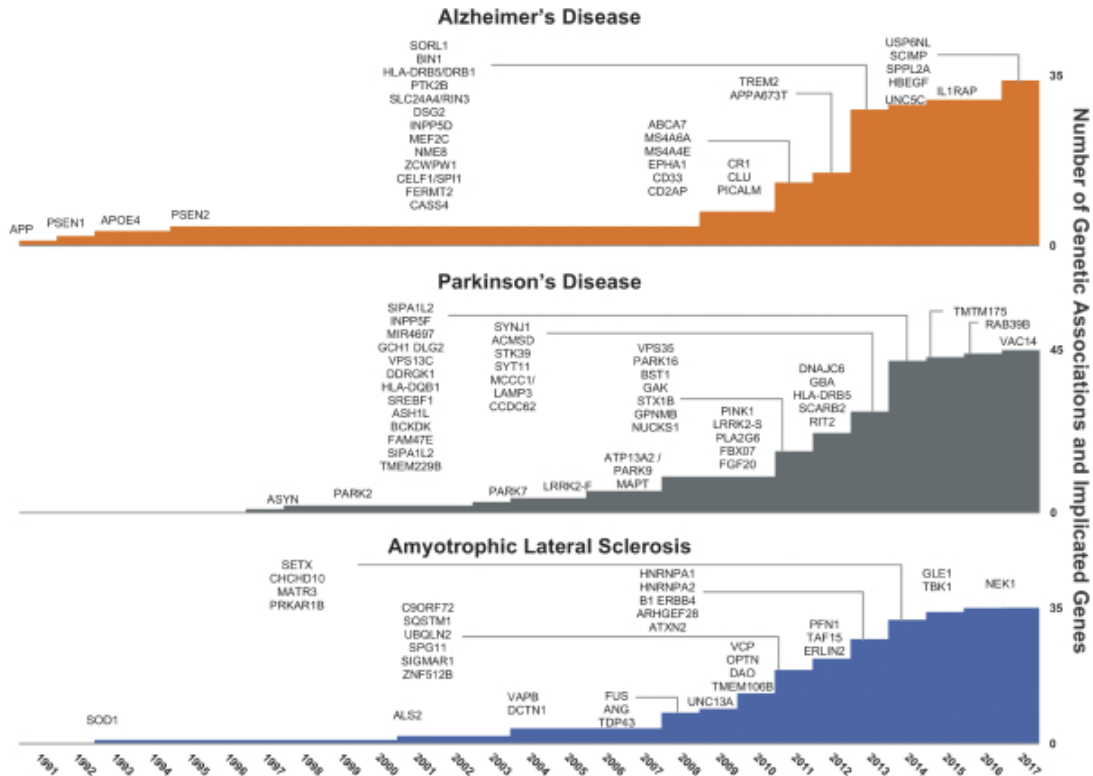 Alzheimer's Disease
SORL1
BIN1
HLA-DRB5/DRB1
PTK2B
SLC24A4/RIN3
DSG2
INPP5D
MEF2C
NME8
ZCWPW1
CELF1/SPI1
FERMT2
CASS4
USP6NL
SCIMP
SPPL2A
HBEGF
UNC5C
IL1RAP
TREM2
APPA673T
ABCA7
MS4A6A
MS4A4E
EPHA1
CD33
CD2AP
CR1
CLU
PICALM
APP
PSEN1
APOE4
PSEN2
35
0
Number of Genetic Associations and Implicated Genes
Parkinson's Disease
SIPA1L2
INPP5F
MIR4697
GCH1 DLG2
VPS13C
DDRGK1
HLA-DQB1
SREBF1
ASH1L
BCKDK
FAM47E
SIPA1L2
TMEM229B
SYNJ1
ACMSD
STK39
SYT11
MCCC1/
LAMP3
CCDC62
VPS35
PARK16
BST1
GAK
STX1B
GPNMB
NUCKS1
TMTM175
RAB39B
VAC14
DNAJC6
GBA
HLA-DRB5
SCARB2
RIT2
PINK1
LRRK2-S
PLA2G6
FBX07
FGF20
ATP13A2 /
PARK9
MAPT
ASYN
PARK2
PARK7
LRRK2-F
45
0
Amyotrophic Lateral Sclerosis
SETX
CHCHD10
MATR3
PRKAR1B
C9ORF72
SQSTM1
UBQLN2
SPG11
SIGMAR1
ZNF512B
HNRNPA1
HNRNPA2
B1 ERBB4
ARHGEF28
ATXN2
GLE1
TBK1
NEK1
PFN1
TAF15
ERLIN2
VCP
OPTN
DAO
TMEM106B
UNC13A
FUS
ANG
TDP43
VAPB
DCTN1
ALS2
SOD1
35
0
1991 1992 1993 1994 1995 1996 1997 1998 1999 2000 2001 2002 2003 2004 2005 2006 2007 2008 2009 2010 2011 2012 2013 2014 2015 2016 2017